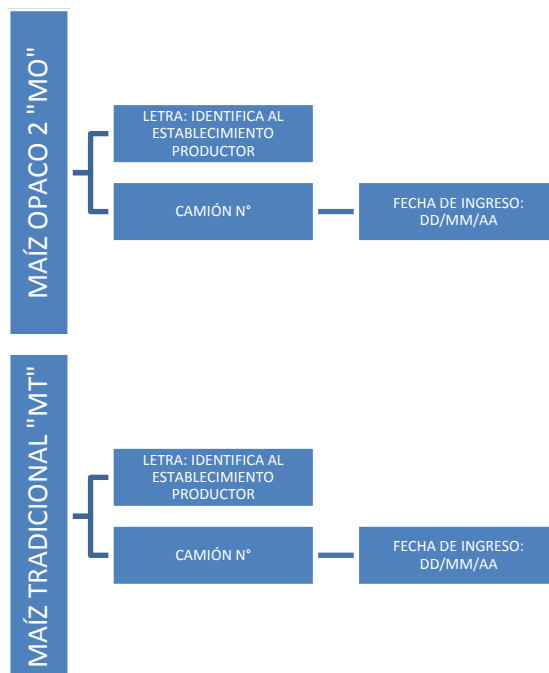 MAÍZ OPACO 2 "MO"
LETRA: IDENTIFICA AL
ESTABLECIMIENTO
PRODUCTOR
CAMIÓN N°
FECHA DE INGRESO:
DD/MM/AA
MAÍZ TRADICIONAL "MT"
LETRA: IDENTIFICA AL
ESTABLECIMIENTO
PRODUCTOR
CAMIÓN N°
FECHA DE INGRESO:
DD/MM/AA